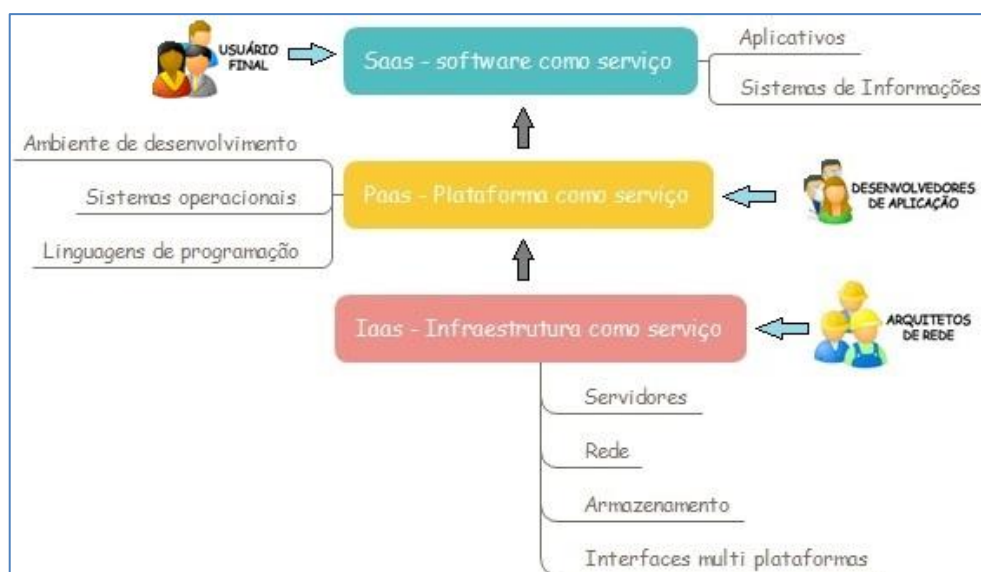 USUÁRIO
FINAL
Saas - software como serviço
Aplicativos
Sistemas de Informações
Ambiente de desenvolvimento
Sistemas operacionais
Linguagens de programação
Paas - Plataforma como serviço
DESENVOLVEDORES
DE APLICAÇÃO
Iaas - Infraestrutura como serviço
ARQUITETOS
DE REDE
Servidores
Rede
Armazenamento
Interfaces multi plataformas